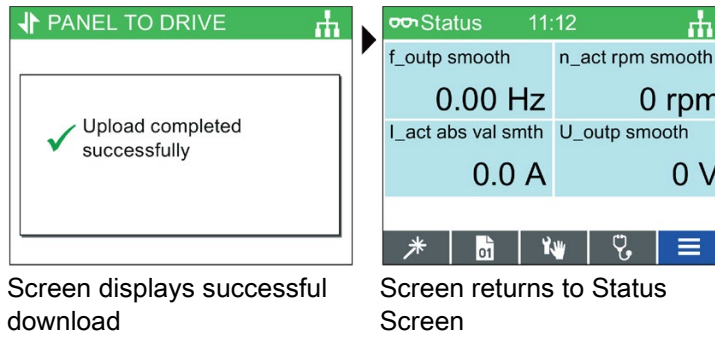 PANEL TO DRIVE
Upload completed
successfully
Screen displays successful
download
Status 11:12
f_outp smooth n_act rpm smooth
0.00 Hz 0 rpm
I_act abs val smth U_outp smooth
0.0 A 0 V
01
Screen returns to Status
Screen